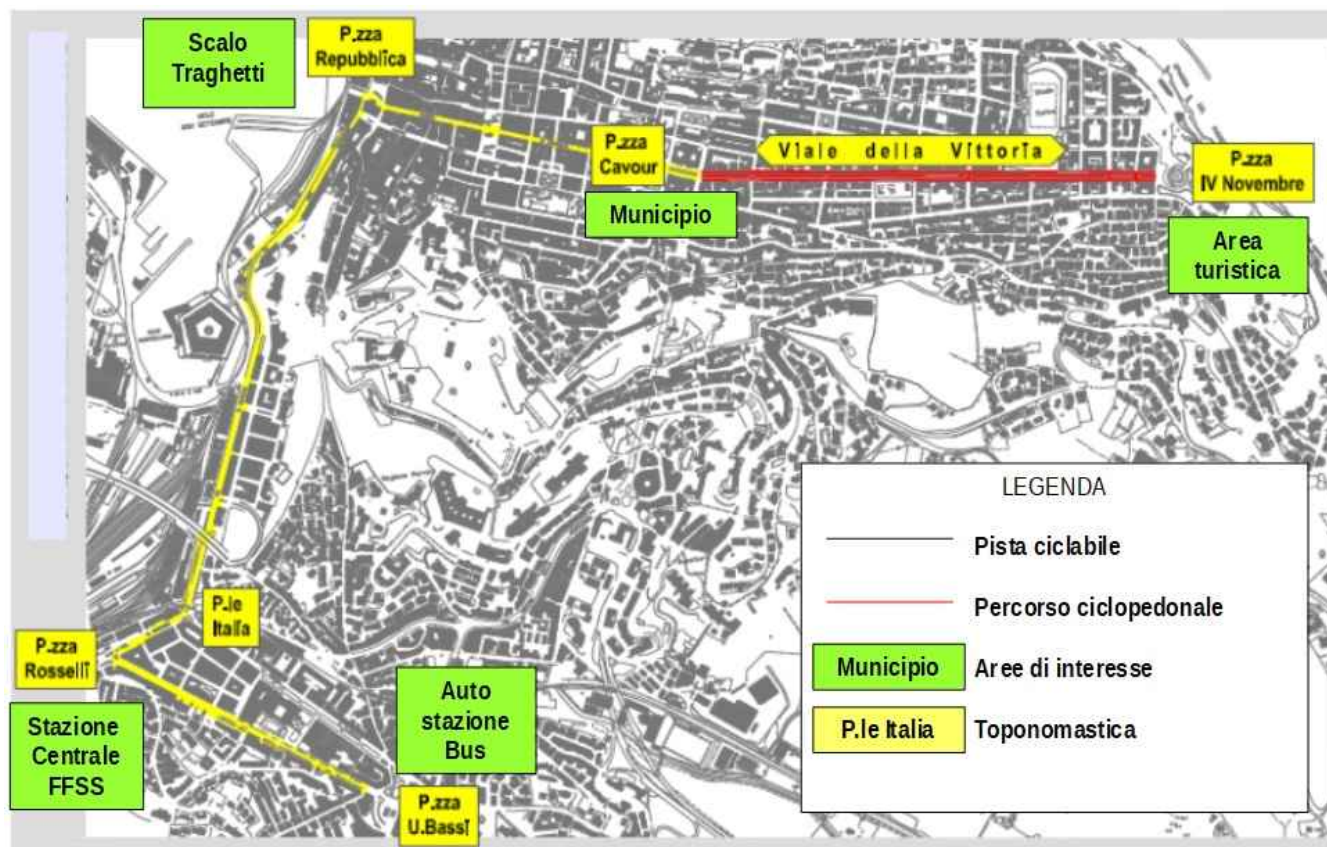 Scalo
Traghetti
P.zza
Repubblica
P.zza
Cavour
Viale della Vittoria
P.zza
IV Novembre
Municipio
Area
turistica
P.le
Italia
P.zza
Rosselli
Stazione
Centrale
FFSS
Auto
stazione
Bus
P.zza
U.Bassi
LEGENDA
Pista ciclabile
Percorso ciclopedonale
Municipio Aree di interesse
P.le Italia Toponomastica